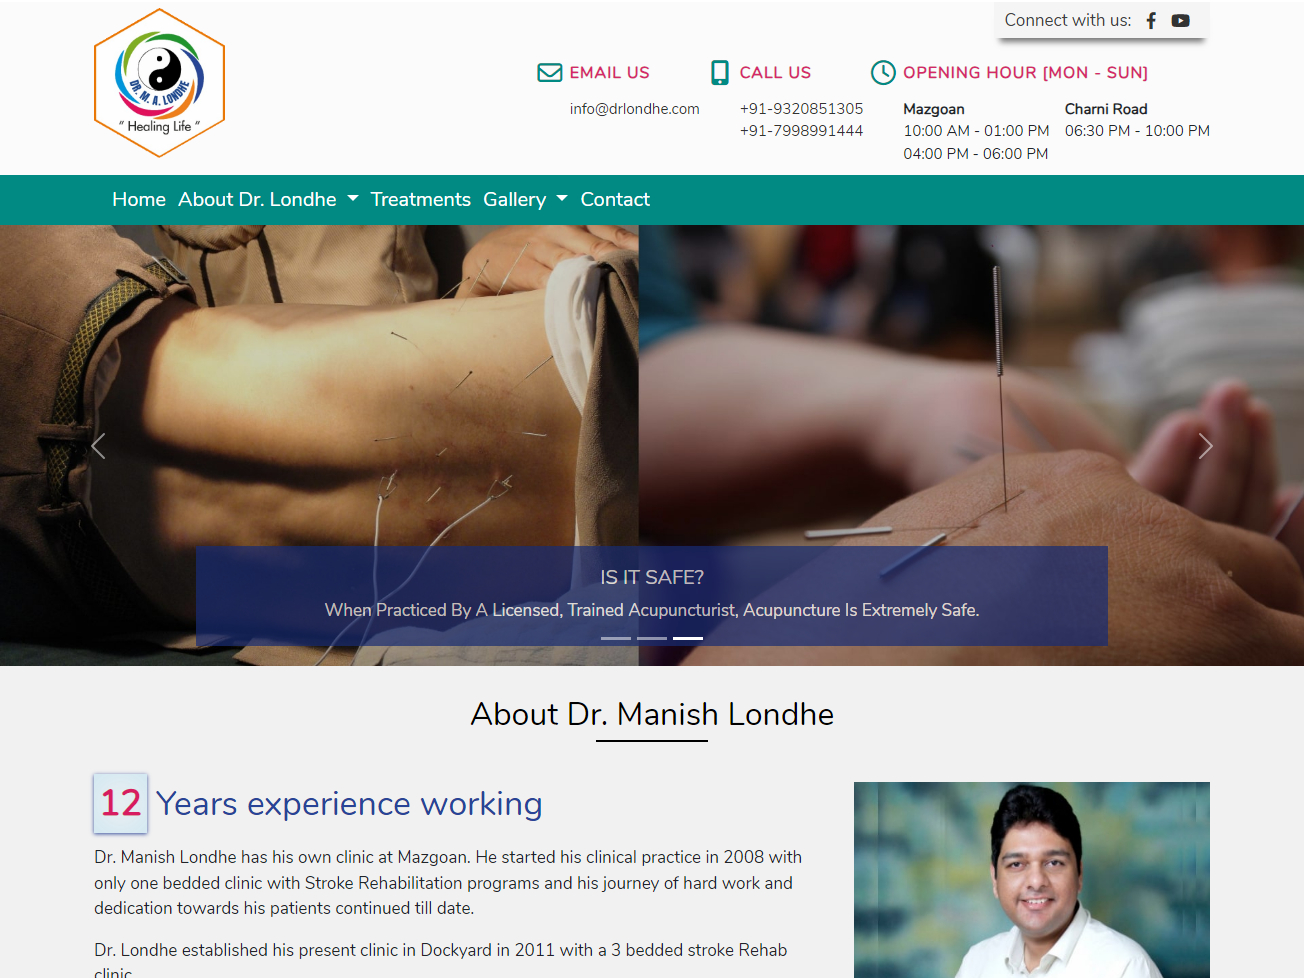 Connect with us:
DR. M. A. LONDHE
" Healing Life "
EMAIL US
info@drlondhe.com
CALL US
+91-9320851305
+91-7998991444
OPENING HOUR [MON - SUN]
Mazgoan
10:00 AM - 01:00 PM
04:00 PM - 06:00 PM
Charni Road
06:30 PM - 10:00 PM
Home About Dr. Londhe Treatments Gallery Contact
IS IT SAFE?
When Practiced By A Licensed, Trained Acupuncturist, Acupuncture Is Extremely Safe.
About Dr. Manish Londhe
12 Years experience working
Dr. Manish Londhe has his own clinic at Mazgoan. He started his clinical practice in 2008 with
only one bedded clinic with Stroke Rehabilitation programs and his journey of hard work and
dedication towards his patients continued till date.
Dr. Londhe established his present clinic in Dockyard in 2011 with a 3 bedded stroke Rehab
clinic